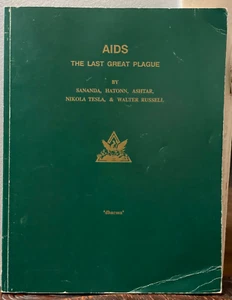 AIDS
THE LAST GREAT PLAGUE
BY
SANANDA, HATONN, ASHTAR,
NIKOLA TESLA, & WALTER RUSSELL
"dharma"